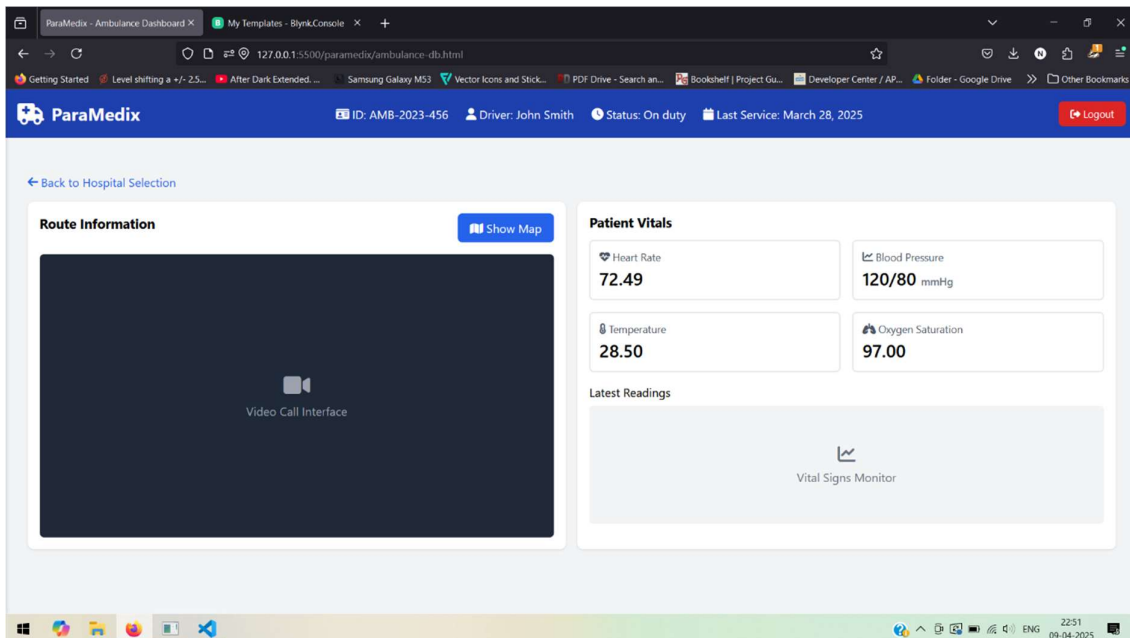 ParaMedix - Ambulance Dashboard
My Templates - Blynk.Console
127.0.0.1:5500/paramedix/ambulance-db.html
Getting Started Level shifting a +/- 2.5... After Dark Extended. ... Samsung Galaxy M53 Vector Icons and Stick... PDF Drive - Search an... Bookshelf | Project Gu... Developer Center / AP... Folder - Google Drive Other Bookmarks
ParaMedix ID: AMB-2023-456 Driver: John Smith Status: On duty Last Service: March 28, 2025 Logout
Back to Hospital Selection
Route Information
Show Map
Video Call Interface
Patient Vitals
Heart Rate
72.49
Blood Pressure
120/80 mmHg
Temperature
28.50
Oxygen Saturation
97.00
Latest Readings
Vital Signs Monitor
ENG
22:51
09-04-2025